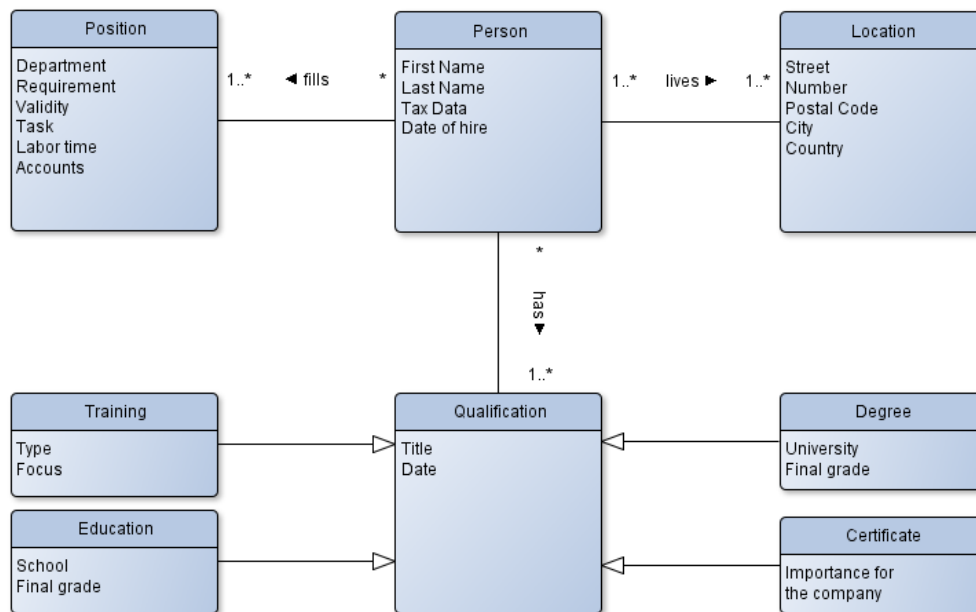 Position
Department
Requirement
Validity
Task
Labor time
Accounts
1..* ◄ fills *
Person
First Name
Last Name
Tax Data
Date of hire
1..* lives ► 1..*
Location
Street
Number
Postal Code
City
Country
*
has ►
1..*
Training
Type
Focus
Qualification
Title
Date
Degree
University
Final grade
Education
School
Final grade
Certificate
Importance for
the company